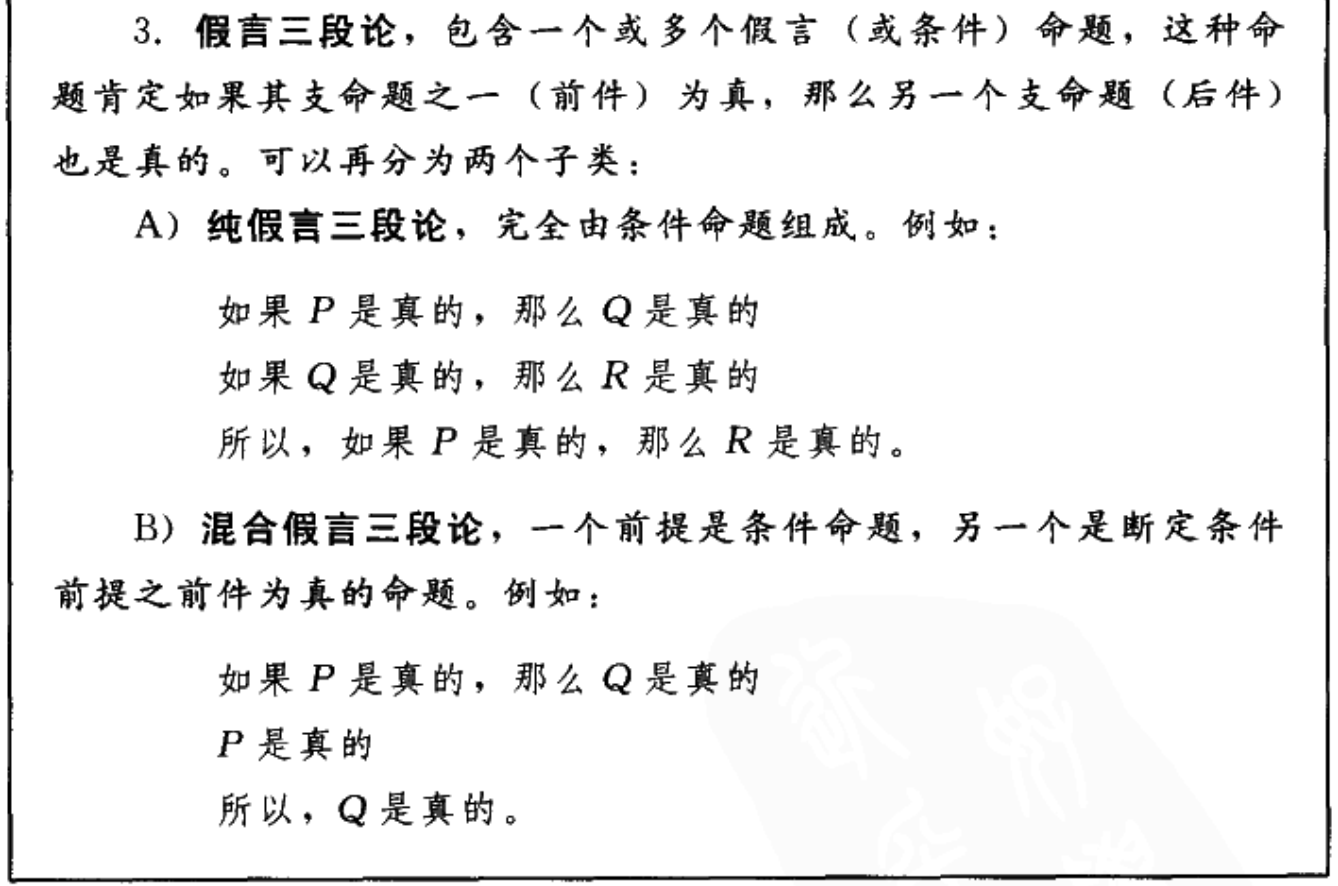 3. 假言三段论，包含一个或多个假言（或条件）命题，这种命
题肯定如果其支命题之一（前件）为真，那么另一个支命题（后件）
也是真的。可以再分为两个子类：
A）纯假言三段论，完全由条件命题组成。例如：
如果 P 是真的，那么 Q 是真的
如果 Q 是真的，那么 R 是真的
所以，如果 P 是真的，那么 R 是真的。
B）混合假言三段论，一个前提是条件命题，另一个是断定条件
前提之前件为真的命题。例如：
如果 P 是真的，那么 Q 是真的
P 是真的
所以，Q 是真的。